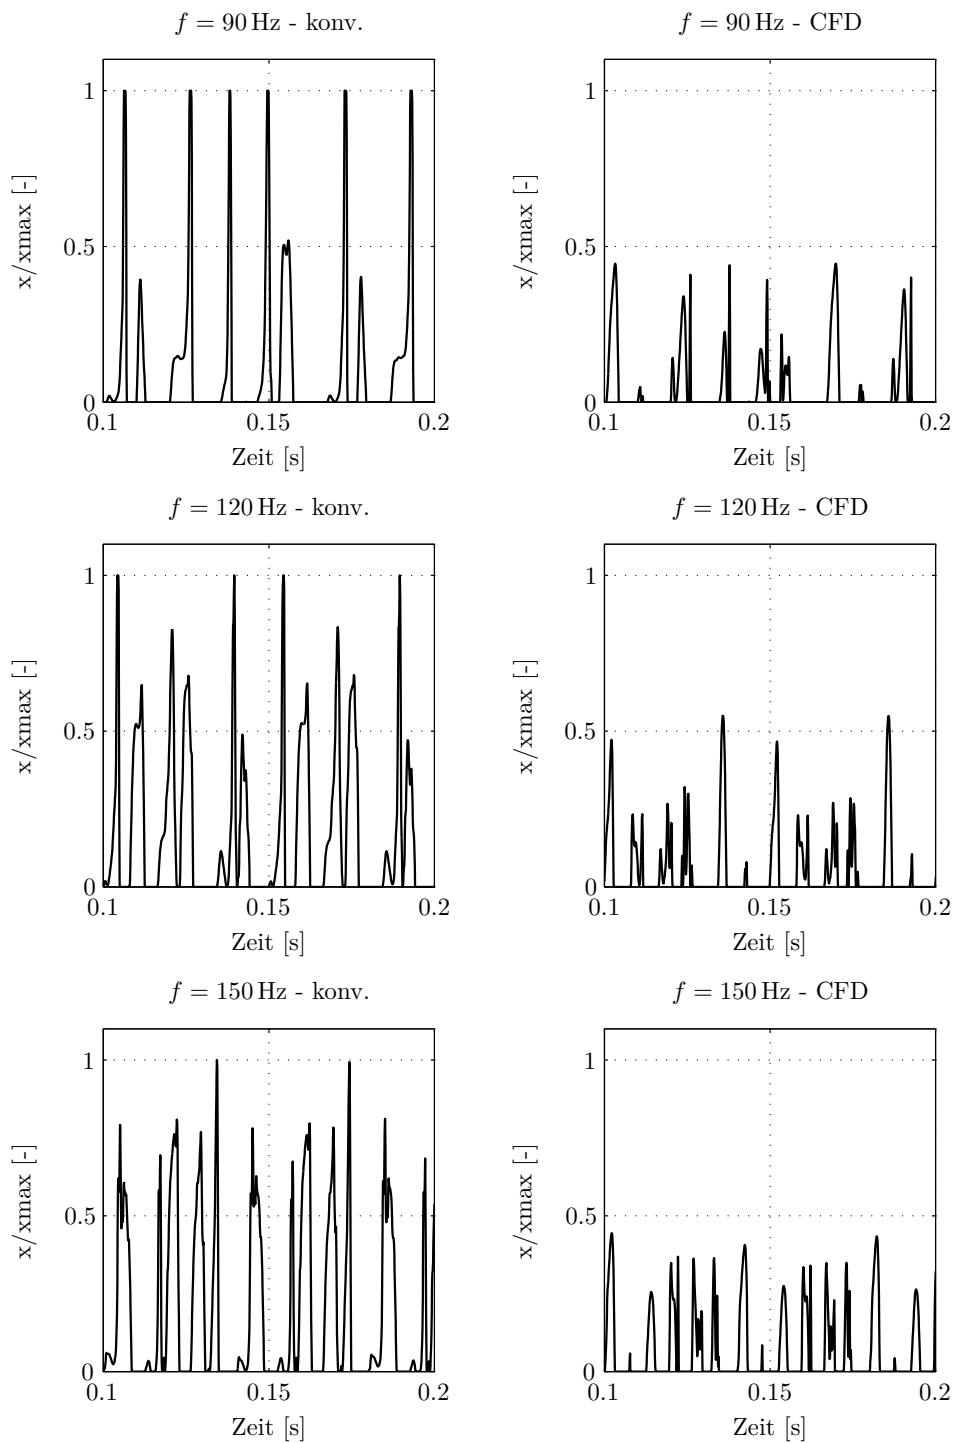 f = 90 Hz - konv.
f = 90 Hz - CFD
1
0.5
0
0.1
0.15
0.2
x/xmax [-]
Zeit [s]
1
0.5
0
0.1
0.15
0.2
x/xmax [-]
Zeit [s]
f = 120 Hz - konv.
f = 120 Hz - CFD
1
0.5
0
0.1
0.15
0.2
x/xmax [-]
Zeit [s]
1
0.5
0
0.1
0.15
0.2
x/xmax [-]
Zeit [s]
f = 150 Hz - konv.
f = 150 Hz - CFD
1
0.5
0
0.1
0.15
0.2
x/xmax [-]
Zeit [s]
1
0.5
0
0.1
0.15
0.2
x/xmax [-]
Zeit [s]